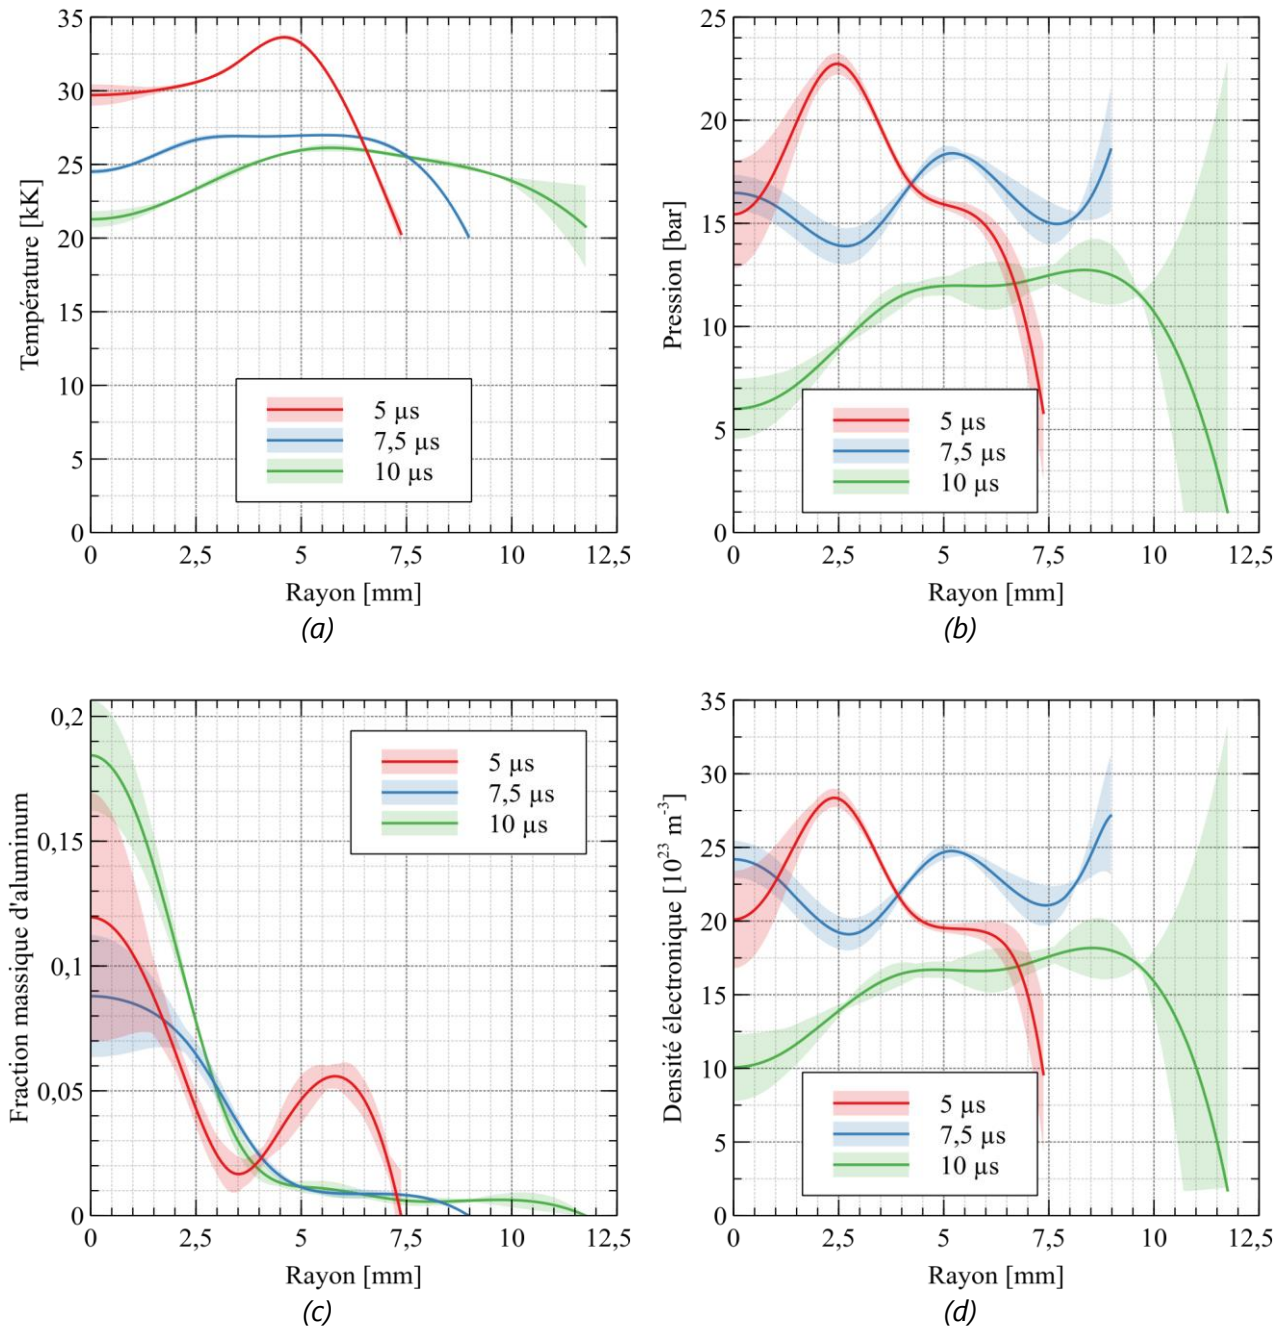 35
30
25
20
15
10
5
0
Température [kK]
5 µs
7,5 µs
10 µs
0 2,5 5 7,5 10 12,5
Rayon [mm]
(a)
25
20
15
10
5
0
Pression [bar]
5 µs
7,5 µs
10 µs
0 2,5 5 7,5 10 12,5
Rayon [mm]
(b)
0,2
0,15
0,1
0,05
0
Fraction massique d'aluminum
5 µs
7,5 µs
10 µs
0 2,5 5 7,5 10 12,5
Rayon [mm]
(c)
35
30
25
20
15
10
5
0
Densité électronique [10²³ m⁻³]
5 µs
7,5 µs
10 µs
0 2,5 5 7,5 10 12,5
Rayon [mm]
(d)